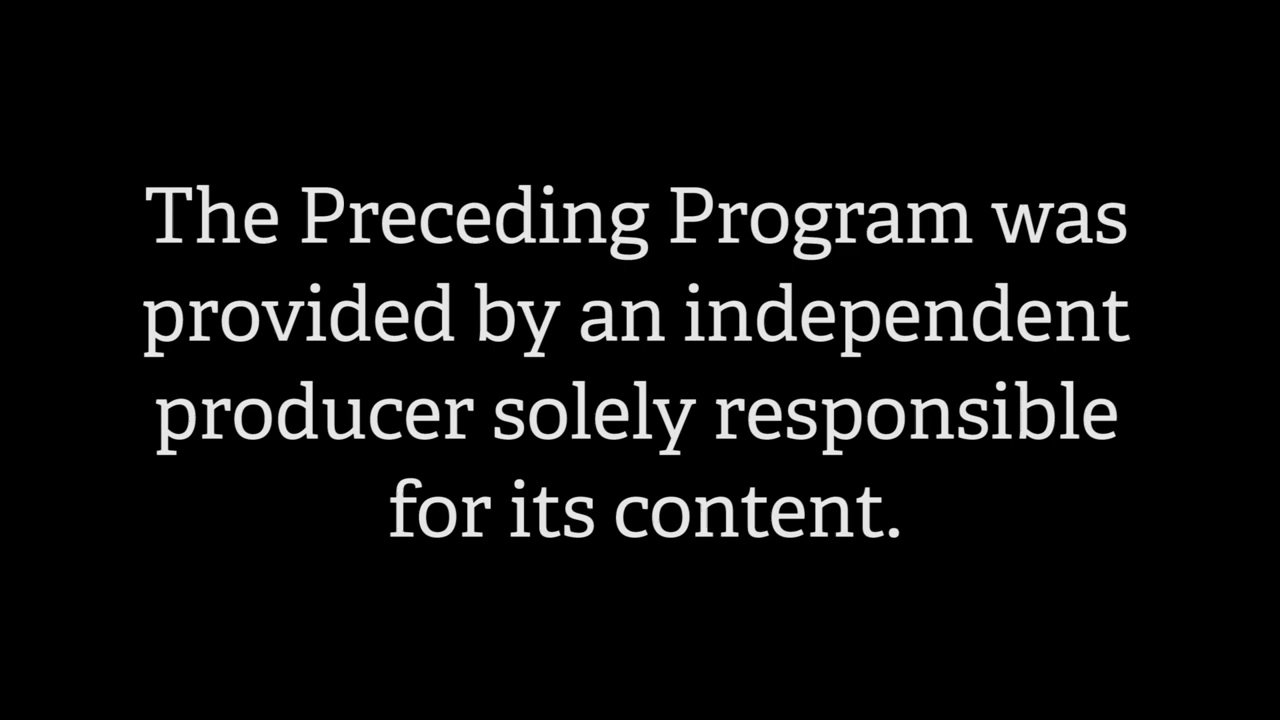 The Preceding Program was
provided by an independent
producer solely responsible
for its content.